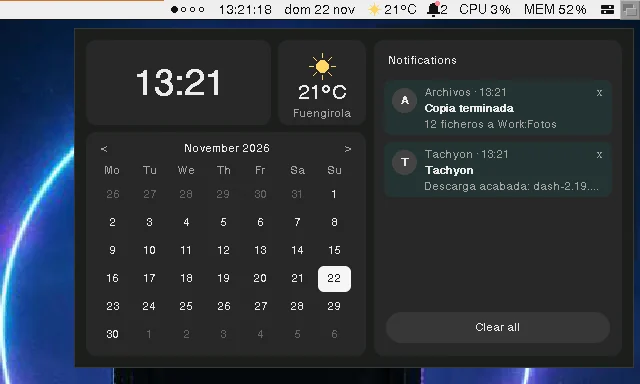 13:21:18 dom 22 nov 21ºC 2 CPU 3% MEM 52%
13:21
21ºC
Fuengirola
< November 2026 >
Mo Tu We Th Fr Sa Su
26 27 28 29 30 31 1
2 3 4 5 6 7 8
9 10 11 12 13 14 15
16 17 18 19 20 21 22
23 24 25 26 27 28 29
30 1 2 3 4 5 6
Notifications
A
Archivos · 13:21 x
Copia terminada
12 ficheros a Work:Fotos
T
Tachyon · 13:21 x
Tachyon
Descarga acabada: dash-2.19....
Clear all